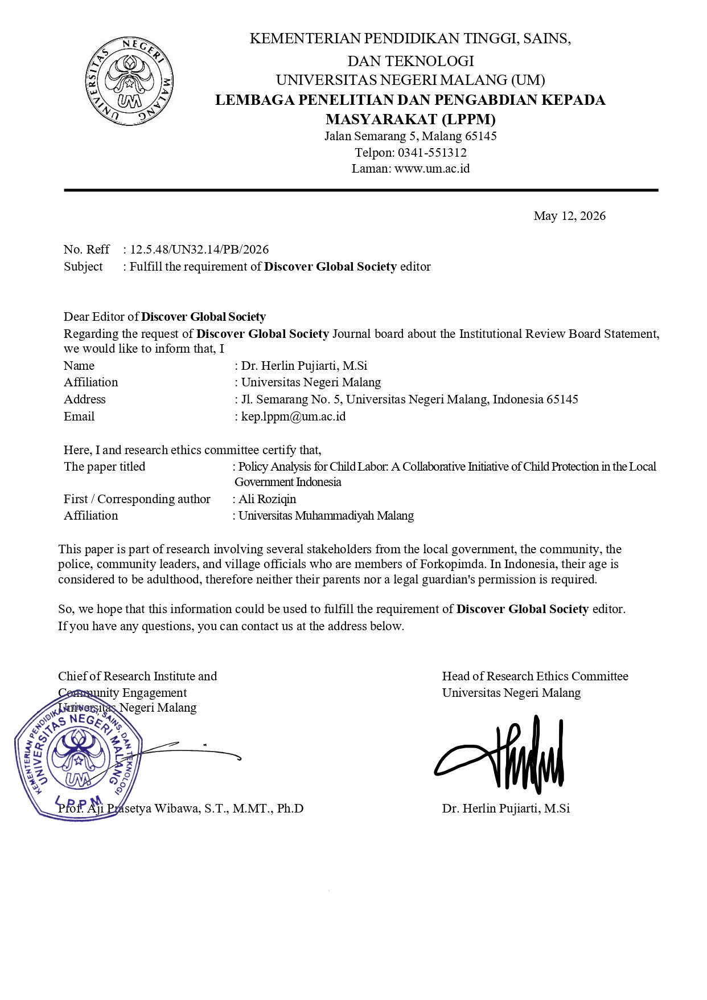 UNIVERSITAS NEGERI MALANG
UM
KEMENTERIAN PENDIDIKAN TINGGI, SAINS,
DAN TEKNOLOGI
UNIVERSITAS NEGERI MALANG (UM)
LEMBAGA PENELITIAN DAN PENGABDIAN KEPADA
MASYARAKAT (LPPM)
Jalan Semarang 5, Malang 65145
Telpon: 0341-551312
Laman: www.um.ac.id
May 12, 2026
No. Reff : 12.5.48/UN32.14/PB/2026
Subject : Fulfill the requirement of Discover Global Society editor
Dear Editor of Discover Global Society
Regarding the request of Discover Global Society Journal board about the Institutional Review Board Statement,
we would like to inform that, I
Name : Dr. Herlin Pujiarti, M.Si
Affiliation : Universitas Negeri Malang
Address : Jl. Semarang No. 5, Universitas Negeri Malang, Indonesia 65145
Email : kep.lppm@um.ac.id
Here, I and research ethics committee certify that,
The paper titled : Policy Analysis for Child Labor: A Collaborative Initiative of Child Protection in the Local
Government Indonesia
First / Corresponding author : Ali Roziqin
Affiliation : Universitas Muhammadiyah Malang
This paper is part of research involving several stakeholders from the local government, the community, the
police, community leaders, and village officials who are members of Forkopimda. In Indonesia, their age is
considered to be adulthood, therefore neither their parents nor a legal guardian's permission is required.
So, we hope that this information could be used to fulfill the requirement of Discover Global Society editor.
If you have any questions, you can contact us at the address below.
Chief of Research Institute and
Community Engagement
Universitas Negeri Malang
Head of Research Ethics Committee
Universitas Negeri Malang
KEMENTERIAN PENDIDIKAN TINGGI, SAINS, DAN TEKNOLOGI
UNIVERSITAS NEGERI MALANG
UM
LPPM
Prof. Aji Prasetya Wibawa, S.T., M.MT., Ph.D
Dr. Herlin Pujiarti, M.Si